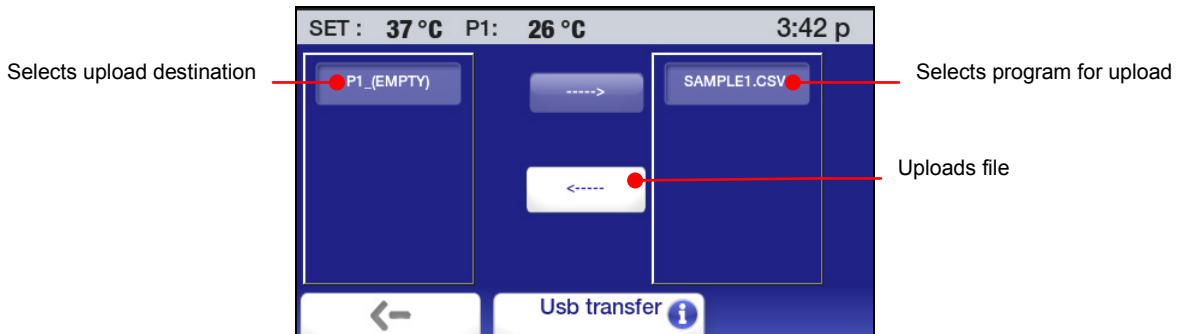 SET : 37 °C P1: 26 °C 3:42 p
Selects upload destination
P1_(EMPTY)
----->
SAMPLE1.CSV
Selects program for upload
<-----
Uploads file
Usb transfer